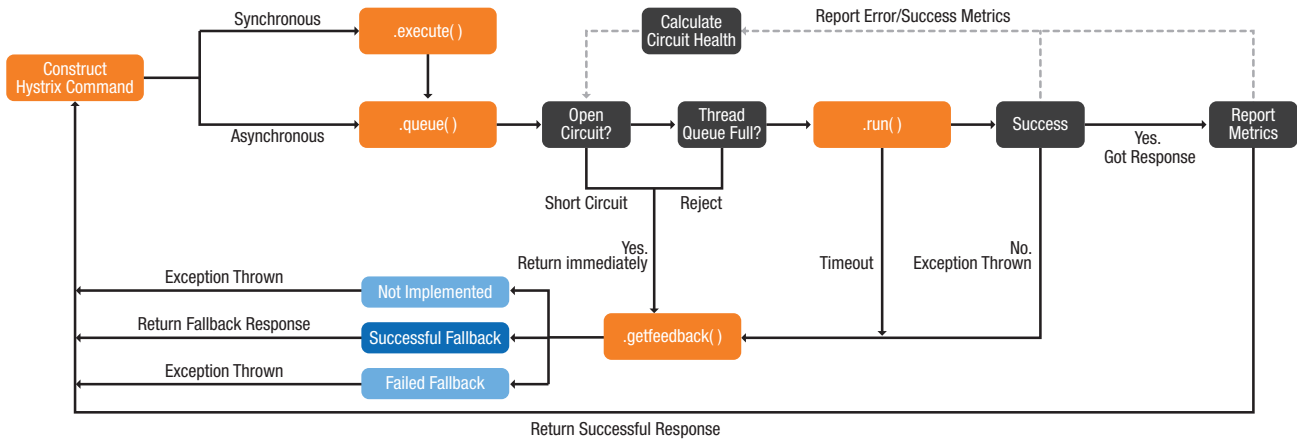 Synchronous
.execute( )
Calculate
Circuit Health
Report Error/Success Metrics
Construct
Hystrix Command
Asynchronous
.queue( )
Open
Circuit?
Thread
Queue Full?
.run( )
Success
Yes.
Got Response
Report
Metrics
Short Circuit
Reject
Yes.
Return immediately
Timeout
No.
Exception Thrown
Exception Thrown
Not Implemented
Return Fallback Response
Successful Fallback
.getfeedback( )
Exception Thrown
Failed Fallback
Return Successful Response